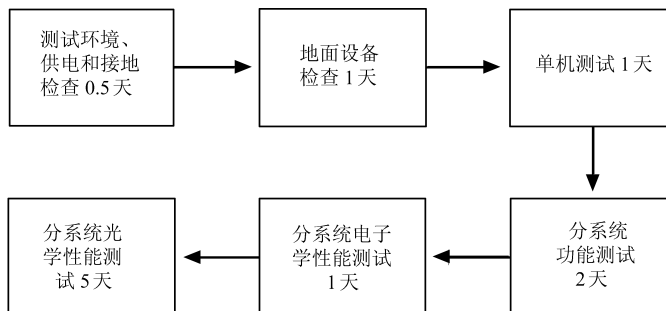 测试环境、
供电和接地
检查 0.5天
地面设备
检查 1天
单机测试 1天
分系统
功能测试
2天
分系统电子
学性能测试
1天
分系统光
学性能测
试 5天